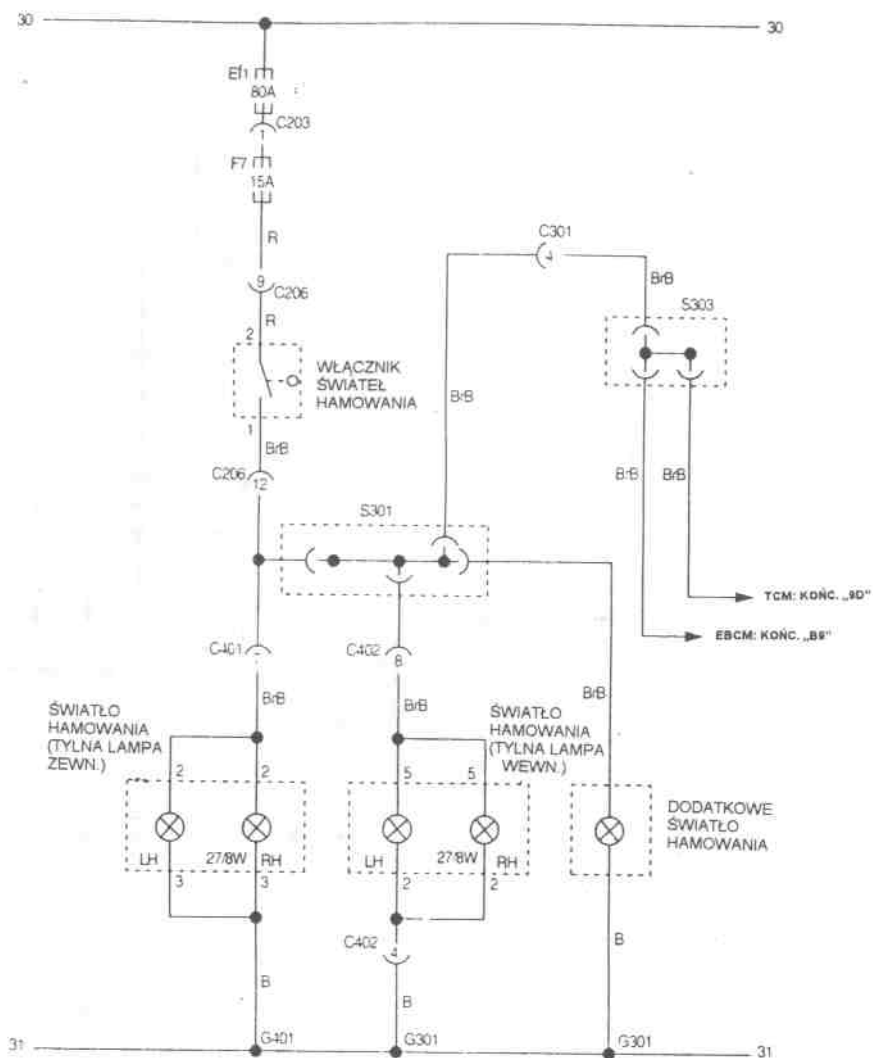 30
30
Ef1
80A
C203
1
F7
15A
R
9
C206
R
2
WŁĄCZNIK
ŚWIATEŁ
HAMOWANIA
1
BrB
C206
12
C301
4
BrB
S303
BrB
BrB
BrB
S301
TCM: KOŃC. „9D”
EBCM: KOŃC. „B9”
C401
C402
8
BrB
BrB
BrB
ŚWIATŁO
HAMOWANIA
(TYLNA LAMPA
ZEWN.)
ŚWIATŁO
HAMOWANIA
(TYLNA LAMPA
WEWN.)
2
2
5
5
LH
27/8W
RH
LH
27/8W
RH
DODATKOWE
ŚWIATŁO
HAMOWANIA
3
3
2
2
C402
4
B
B
B
31
G401
G301
G301
31